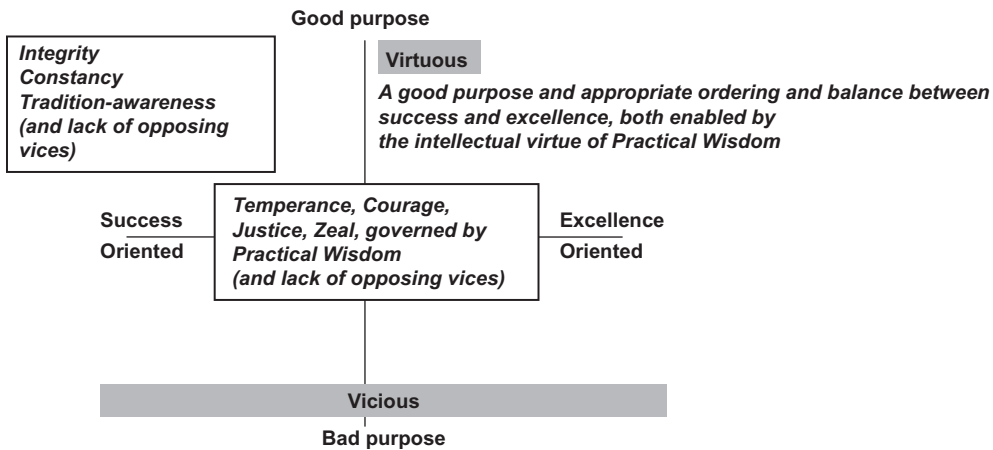 Good purpose
Integrity
Constancy
Tradition-awareness
(and lack of opposing
vices)
Virtuous
A good purpose and appropriate ordering and balance between
success and excellence, both enabled by
the intellectual virtue of Practical Wisdom
Success
Oriented
Temperance, Courage,
Justice, Zeal, governed by
Practical Wisdom
(and lack of opposing vices)
Excellence
Oriented
Vicious
Bad purpose